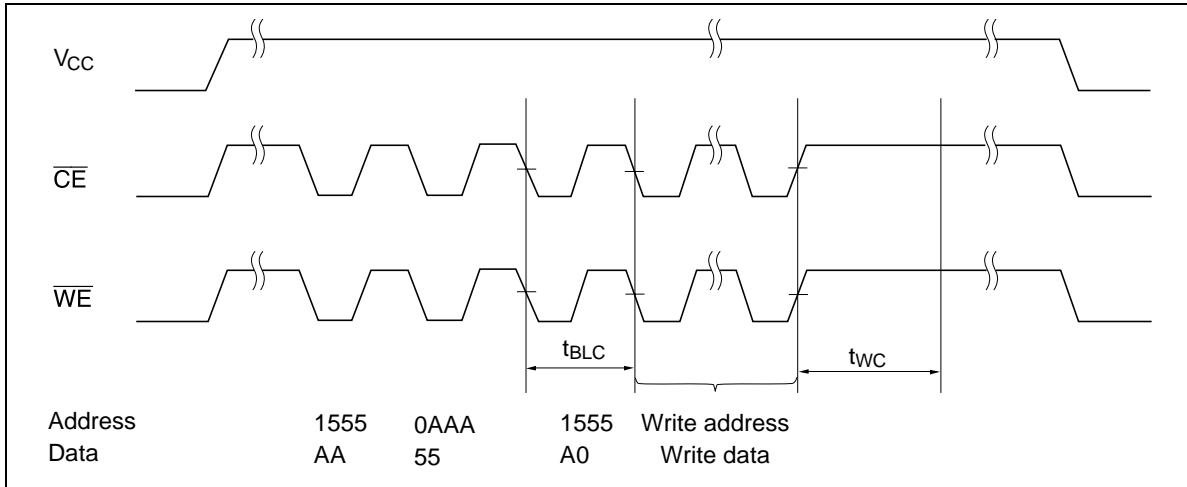 VCC
CE
WE
tBLC
tWC
Address 1555 0AAA 1555 Write address
Data AA 55 A0 Write data